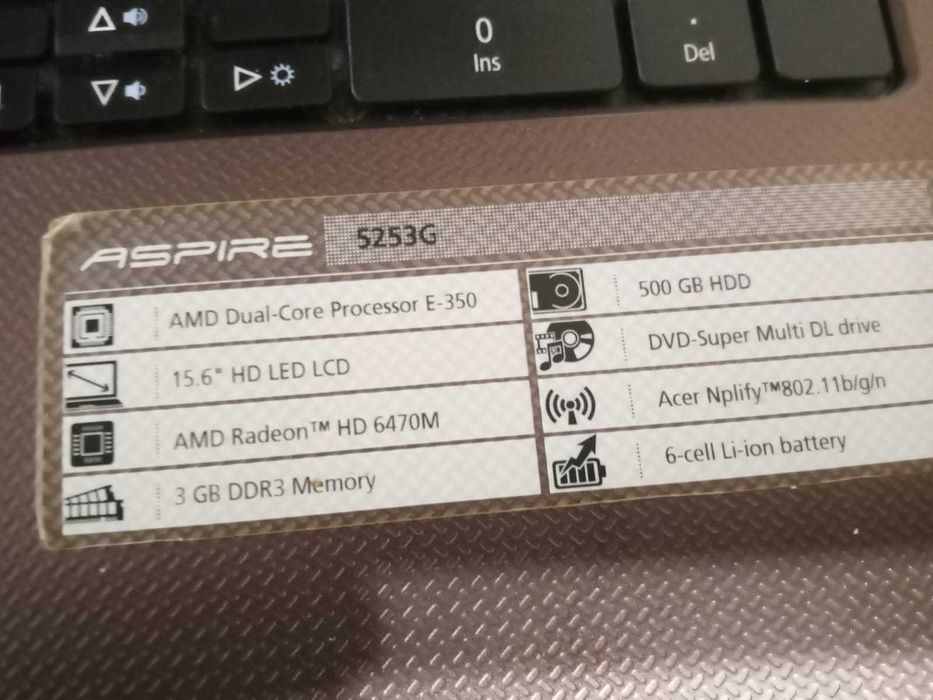 0
Ins
.
Del
ASPIRE 5253G
AMD Dual-Core Processor E-350
15.6" HD LED LCD
AMD Radeon™ HD 6470M
3 GB DDR3 Memory
500 GB HDD
DVD-Super Multi DL drive
Acer Nplify™802.11b/g/n
6-cell Li-ion battery